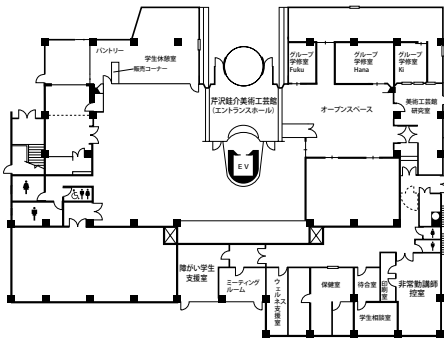 パントリー
学生休憩室
販売コーナー
グループ
学修室
Fuku
グループ
学修室
Hana
グループ
学修室
Ki
芹沢銈介美術工芸館
（エントランスホール）
オープンスペース
美術工芸館
研究室
EV
障がい学生
支援室
ミーティング
ルーム
ウェルネス支援室
保健室
待合室
印刷室
非常勤講師
控室
学生相談室